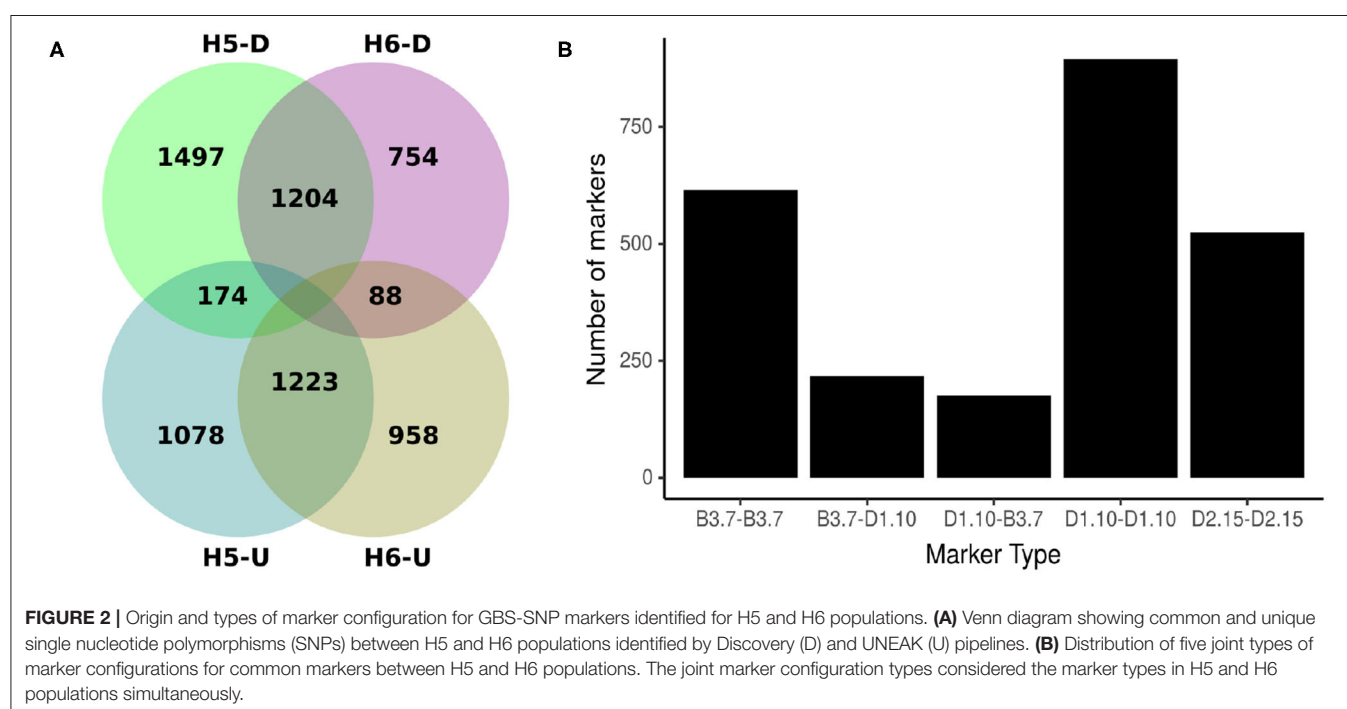 A
H5-D
H6-D
1497
754
1204
174
88
1223
1078
958
H5-U
H6-U
B
Number of markers
750
500
250
0
B3.7-B3.7
B3.7-D1.10
D1.10-B3.7
D1.10-D1.10
D2.15-D2.15
Marker Type
FIGURE 2 | Origin and types of marker configuration for GBS-SNP markers identified for H5 and H6 populations. (A) Venn diagram showing common and unique
single nucleotide polymorphisms (SNPs) between H5 and H6 populations identified by Discovery (D) and UNEAK (U) pipelines. (B) Distribution of five joint types of
marker configurations for common markers between H5 and H6 populations. The joint marker configuration types considered the marker types in H5 and H6
populations simultaneously.